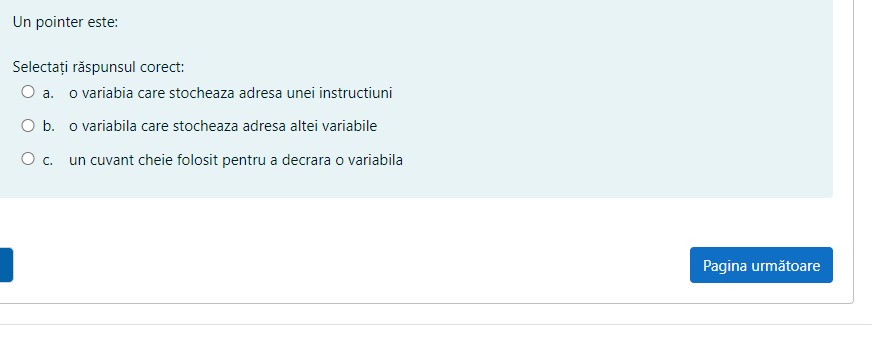 Un pointer este:
Selectați răspunsul corect:
a. o variabia care stocheaza adresa unei instructiuni
b. o variabila care stocheaza adresa altei variabile
c. un cuvant cheie folosit pentru a decrara o variabila
Pagina următoare